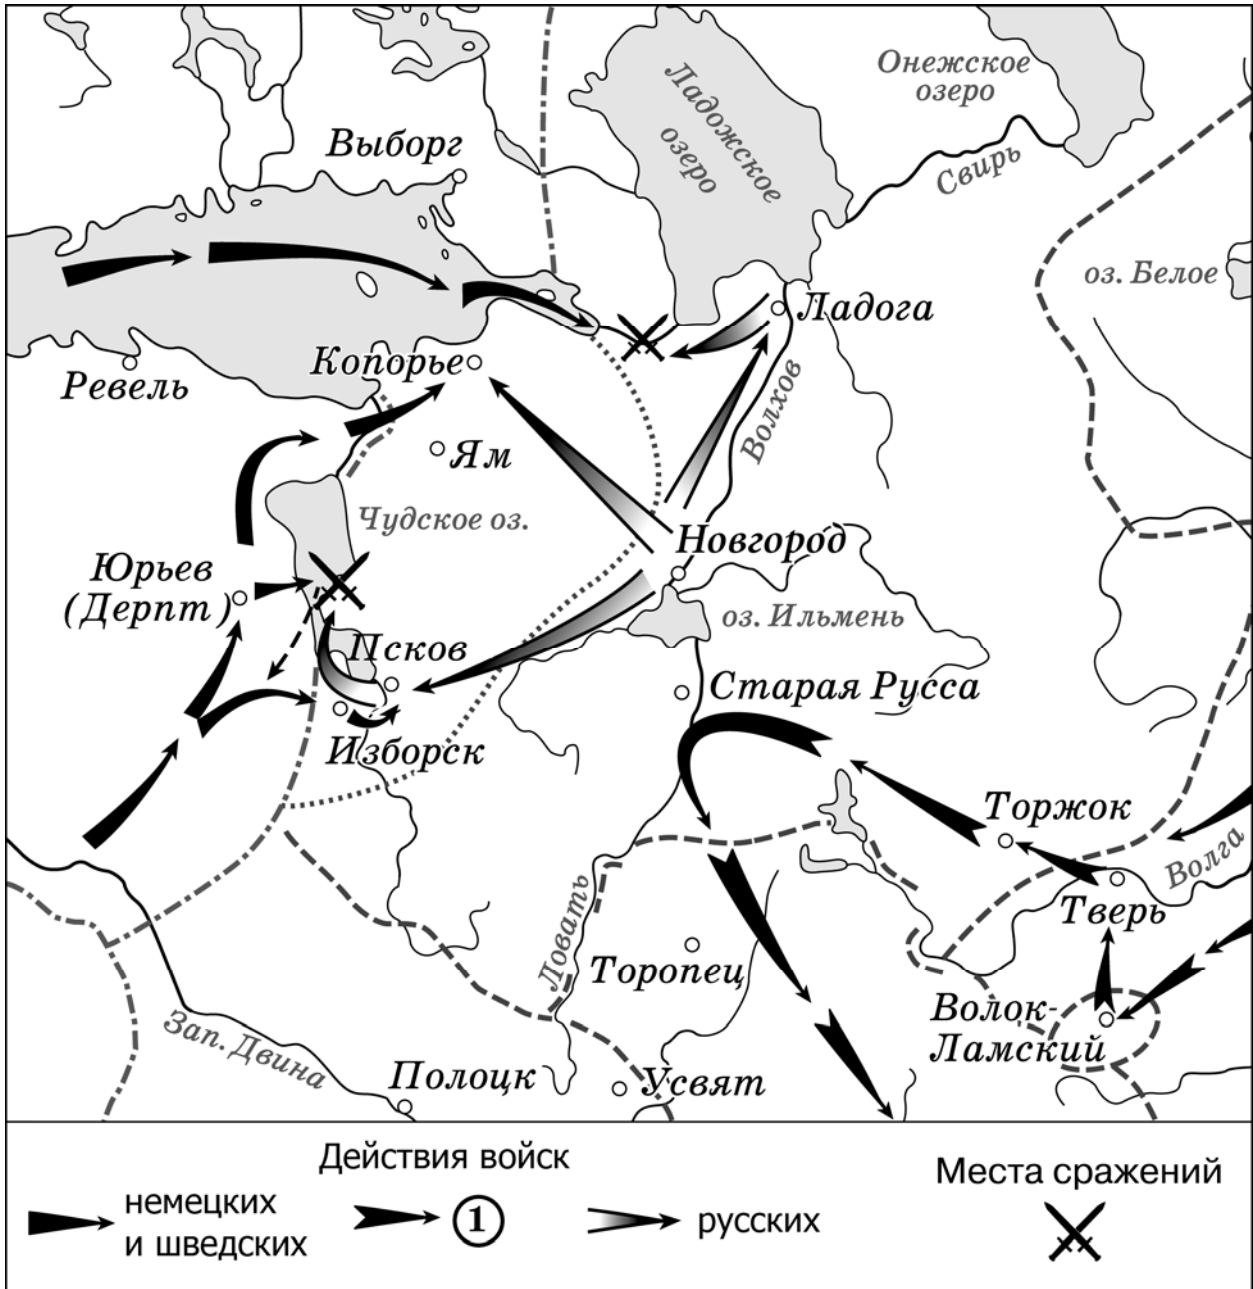 Онежское
озеро
Ладожское
озеро
Выборг
Свирь
оз. Белое
Ладога
Копорье
Ревель
Волхов
Ям
Чудское оз.
Новгород
Юрьев
(Дерпт)
оз. Ильмень
Псков
Старая Русса
Изборск
Торжок
Волга
Тверь
Ловать
Торопец
Волок-
Ламский
Зап. Двина
Полоцк
Усвят
Действия войск
немецких
и шведских
1
русских
Места сражений